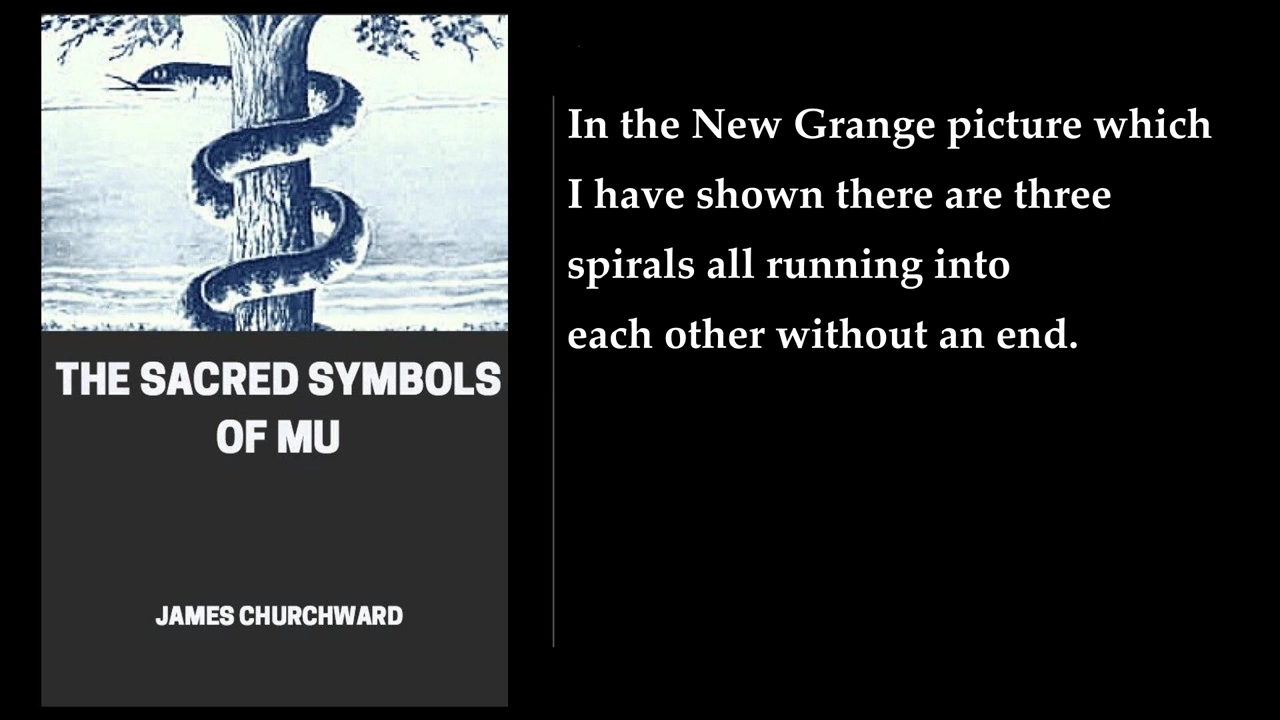 THE SACRED SYMBOLS
OF MU
JAMES CHURCHWARD
In the New Grange picture which
I have shown there are three
spirals all running into
each other without an end.